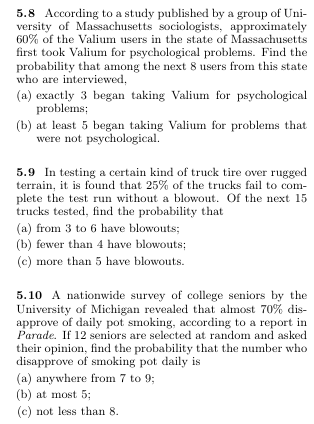 5.8 According to a study published by a group of Uni-
versity of Massachusetts sociologists, approximately
60% of the Valium users in the state of Massachusetts
first took Valium for psychological problems. Find the
probability that among the next 8 users from this state
who are interviewed,
(a) exactly 3 began taking Valium for psychological
problems;
(b) at least 5 began taking Valium for problems that
were not psychological.
5.9 In testing a certain kind of truck tire over rugged
terrain, it is found that 25% of the trucks fail to com-
plete the test run without a blowout. Of the next 15
trucks tested, find the probability that
(a) from 3 to 6 have blowouts;
(b) fewer than 4 have blowouts;
(c) more than 5 have blowouts.
5.10 A nationwide survey of college seniors by the
University of Michigan revealed that almost 70% dis-
approve of daily pot smoking, according to a report in
Parade. If 12 seniors are selected at random and asked
their opinion, find the probability that the number who
disapprove of smoking pot daily is
(a) anywhere from 7 to 9;
(b) at most 5;
(c) not less than 8.